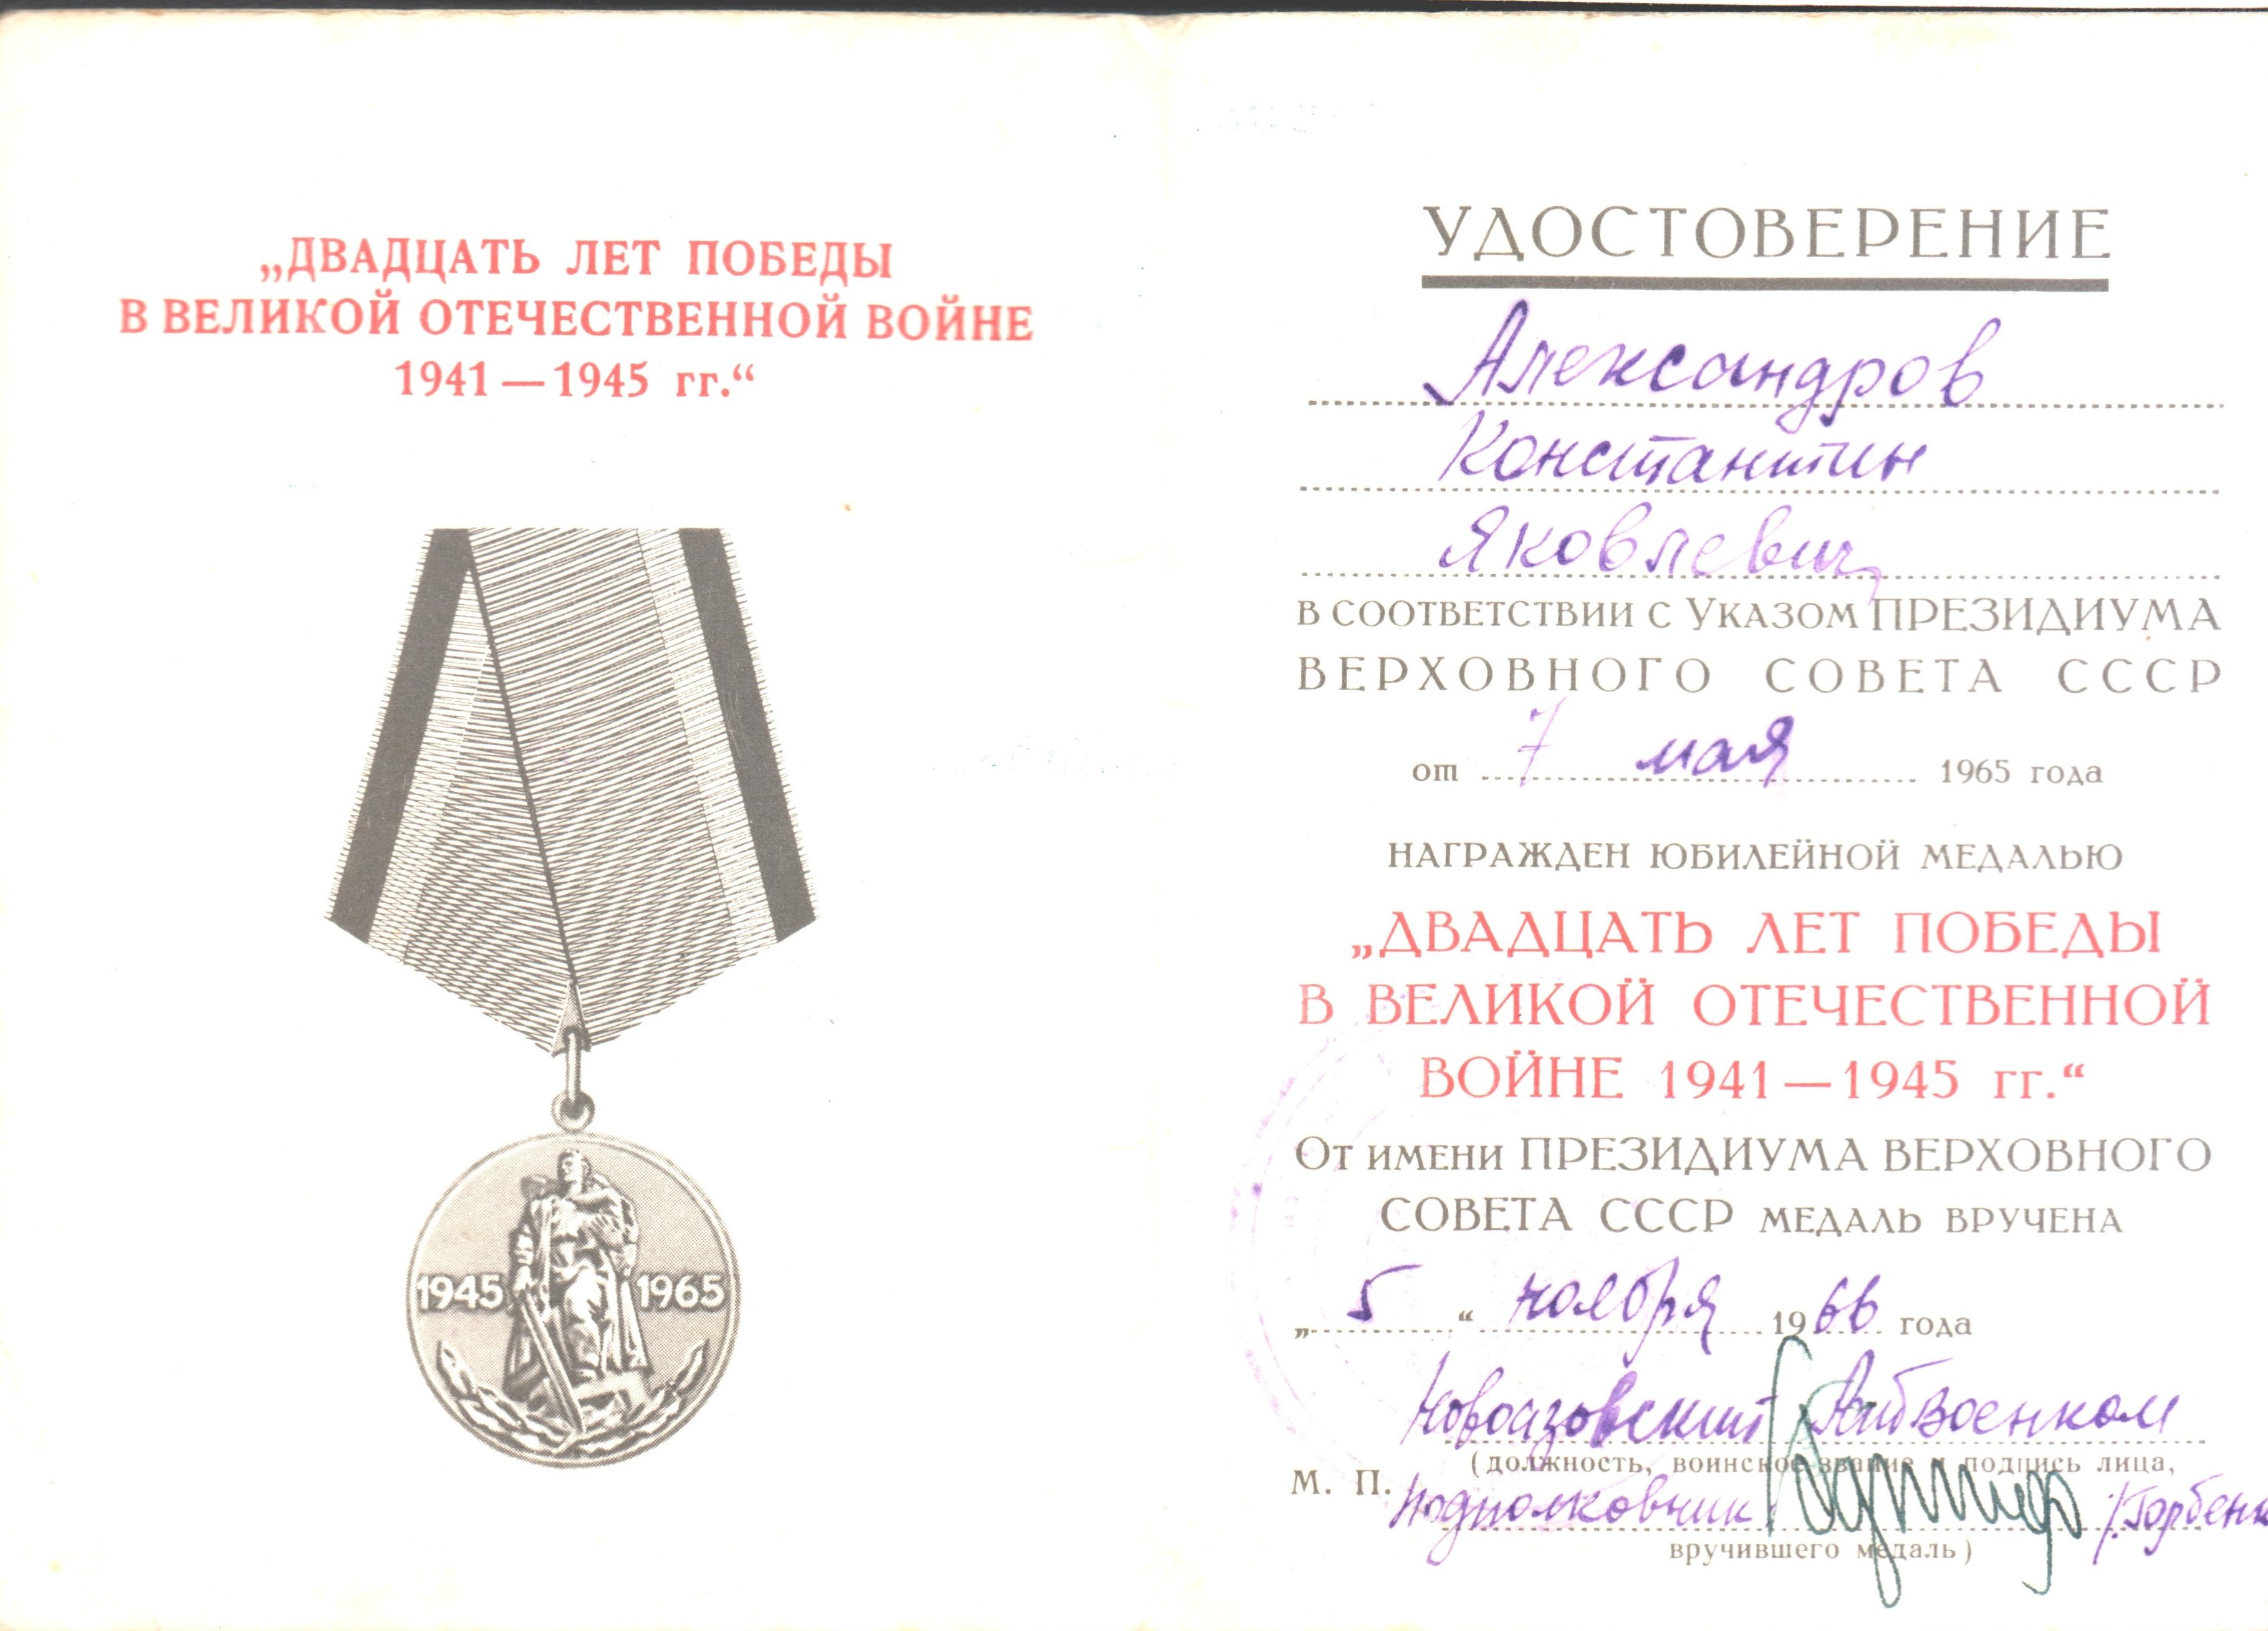 „ДВАДЦАТЬ ЛЕТ ПОБЕДЫ
В ВЕЛИКОЙ ОТЕЧЕСТВЕННОЙ ВОЙНЕ
1941 — 1945 гг.“
1945 1965
УДОСТОВЕРЕНИЕ
Александров
Константин
Яковлевич
В СООТВЕТСТВИИ С УКАЗОМ ПРЕЗИДИУМА
ВЕРХОВНОГО СОВЕТА СССР
от 7 мая 1965 года
НАГРАЖДЕН ЮБИЛЕЙНОЙ МЕДАЛЬЮ
„ДВАДЦАТЬ ЛЕТ ПОБЕДЫ
В ВЕЛИКОЙ ОТЕЧЕСТВЕННОЙ
ВОЙНЕ 1941 — 1945 гг.“
ОТ ИМЕНИ ПРЕЗИДИУМА ВЕРХОВНОГО
СОВЕТА СССР МЕДАЛЬ ВРУЧЕНА
„ 5 “ ноября 1966 года
Новоазовский Райвоенком
(должность, воинское звание и подпись лица,
М. П. подполковник /Горбенк
вручившего медаль)